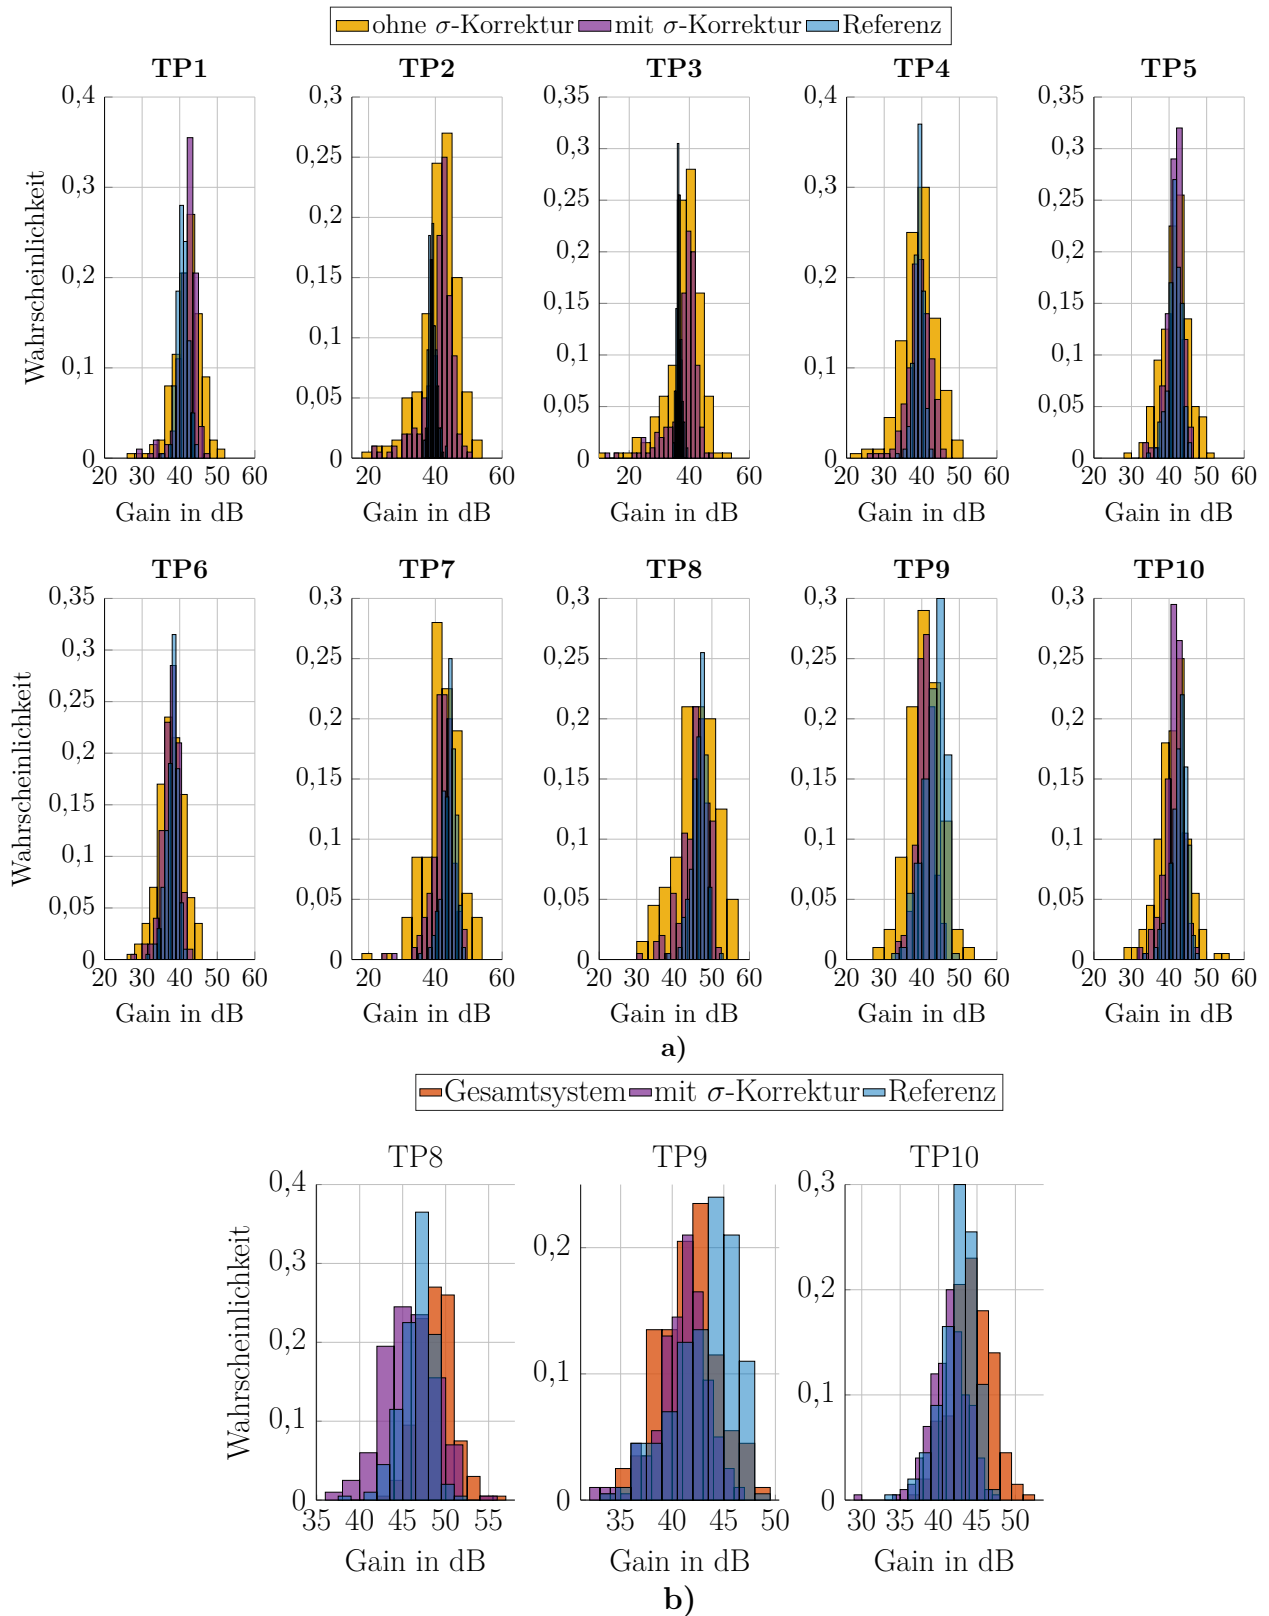 ohne σ-Korrektur mit σ-Korrektur Referenz
TP1 TP2 TP3 TP4 TP5
Wahrscheinlichkeit
0,4
0,3
0,2
0,1
0
20 30 40 50 60
Gain in dB
0,3
0,25
0,2
0,15
0,1
0,05
0
20 40 60
Gain in dB
0,35
0,3
0,25
0,2
0,15
0,1
0,05
0
20 40 60
Gain in dB
0,4
0,3
0,2
0,1
0
20 30 40 50 60
Gain in dB
0,35
0,3
0,25
0,2
0,15
0,1
0,05
0
20 30 40 50 60
Gain in dB
TP6 TP7 TP8 TP9 TP10
Wahrscheinlichkeit
0,35
0,3
0,25
0,2
0,15
0,1
0,05
0
20 30 40 50 60
Gain in dB
0,3
0,25
0,2
0,15
0,1
0,05
0
20 40 60
Gain in dB
0,3
0,25
0,2
0,15
0,1
0,05
0
20 30 40 50 60
Gain in dB
0,3
0,25
0,2
0,15
0,1
0,05
0
20 30 40 50 60
Gain in dB
0,3
0,25
0,2
0,15
0,1
0,05
0
20 30 40 50 60
Gain in dB
a)
Gesamtsystem mit σ-Korrektur Referenz
TP8 TP9 TP10
Wahrscheinlichkeit
0,4
0,3
0,2
0,1
0
35 40 45 50 55
Gain in dB
0,2
0,1
0
35 40 45 50
Gain in dB
0,3
0,2
0,1
0
30 35 40 45 50
Gain in dB
b)